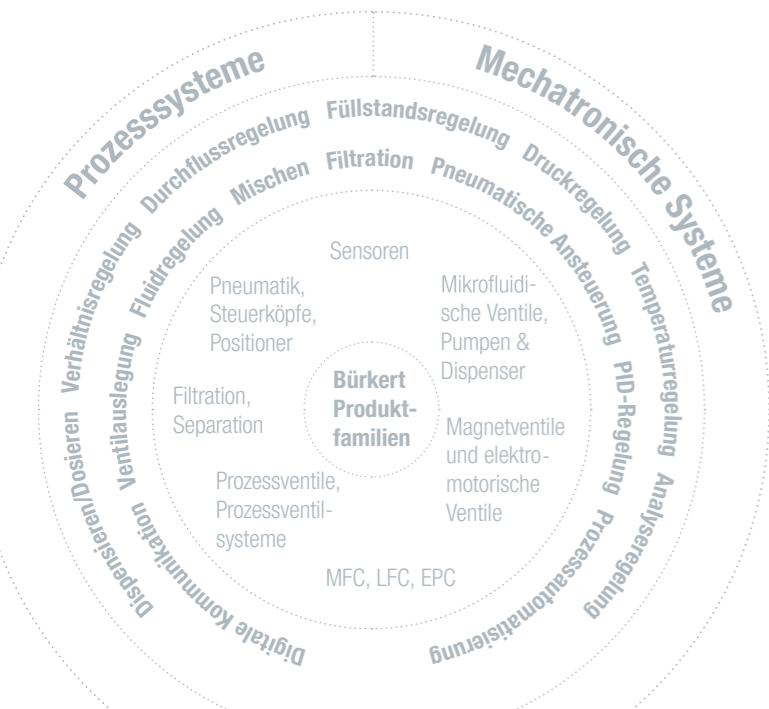 Prozesssysteme
Mechatronische Systeme
Dispensieren/Dosieren Verhältnisregelung Durchflussregelung Füllstandsregelung Druckregelung Temperaturregelung Analyseregelung
Digitale Kommunikation Ventilauslegung Fluidregelung Mischen Filtration Pneumatische Ansteuerung PID-Regelung Prozessautomatisierung
Sensoren
Pneumatik,
Steuerköpfe,
Positioner
Mikrofluidi-
sche Ventile,
Pumpen &
Dispenser
Filtration,
Separation
Bürkert
Produkt-
familien
Magnetventile
und elektro-
motorische
Ventile
Prozessventile,
Prozessventil-
systeme
MFC, LFC, EPC